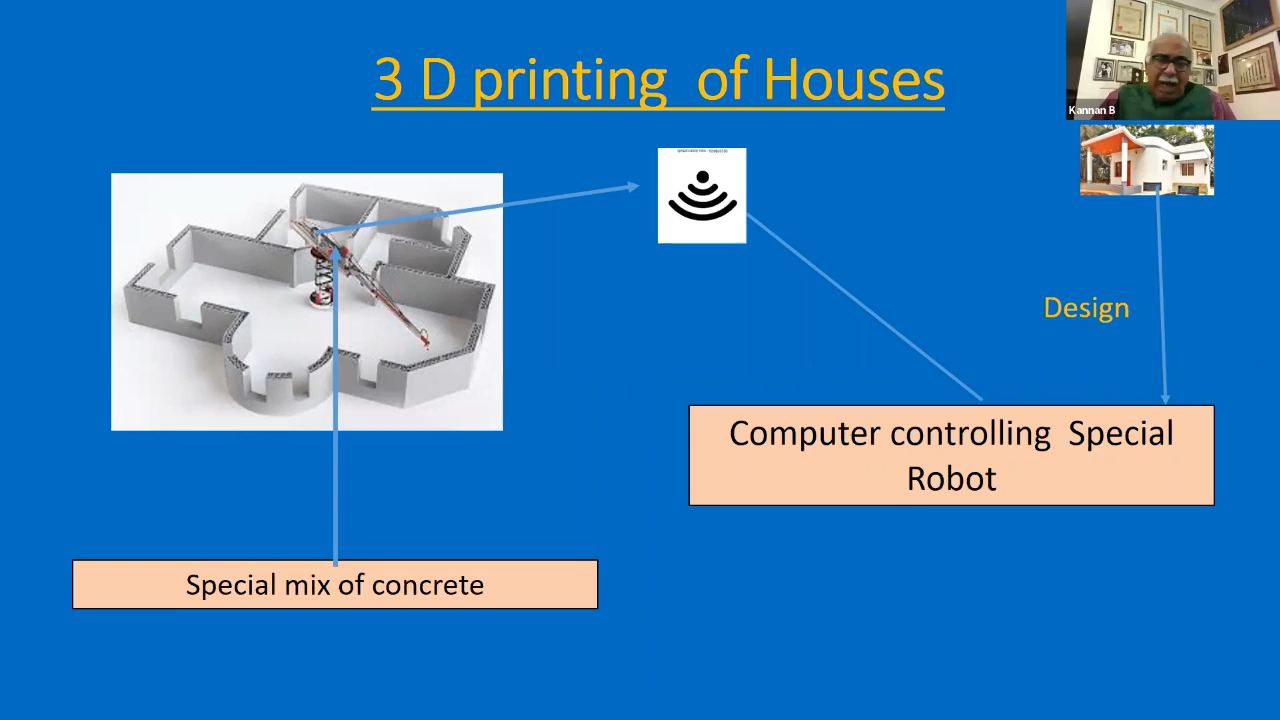 3 D printing of Houses
Kannan B
Design
Computer controlling Special
Robot
Special mix of concrete